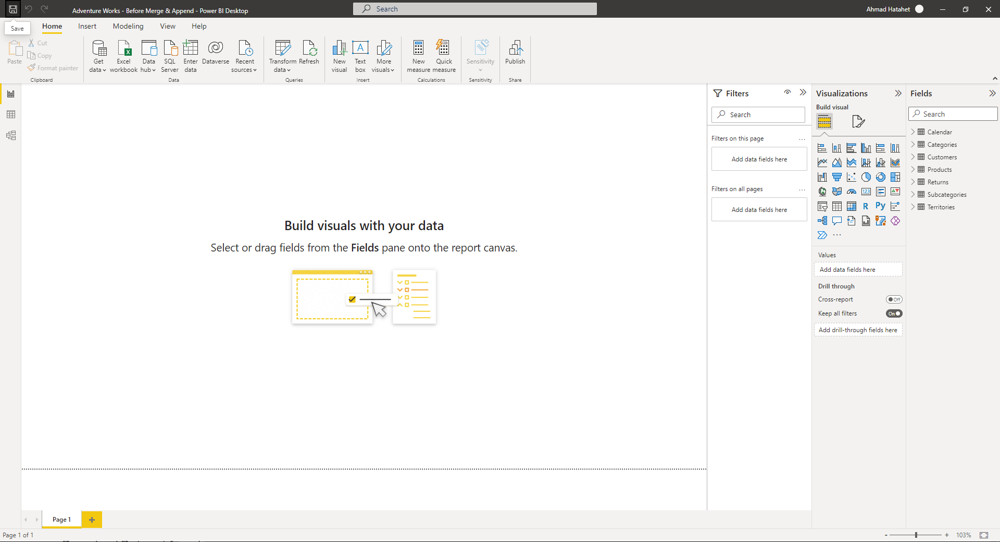 Adventure Works - Before Merge & Append - Power BI Desktop
Search
Ahmad Hatahet
Save
Home
Insert
Modeling
View
Help
Paste
Cut
Copy
Format painter
Clipboard
Get data
Excel workbook
Data hub
SQL Server
Enter data
Dataverse
Recent sources
Data
Transform data
Refresh
Queries
New visual
Text box
More visuals
Insert
New measure
Quick measure
Calculations
Sensitivity
Sensitivity
Publish
Share
Build visuals with your data
Select or drag fields from the Fields pane onto the report canvas.
Filters
Search
Filters on this page
...
Add data fields here
Filters on all pages
...
Add data fields here
Visualizations
Build visual
123
R
Py
...
Values
Add data fields here
Drill through
Cross-report
Off
Keep all filters
On
Add drill-through fields here
Fields
Search
Calendar
Categories
Customers
Products
Returns
Subcategories
Territories
Page 1
+
Page 1 of 1
-
+
103%